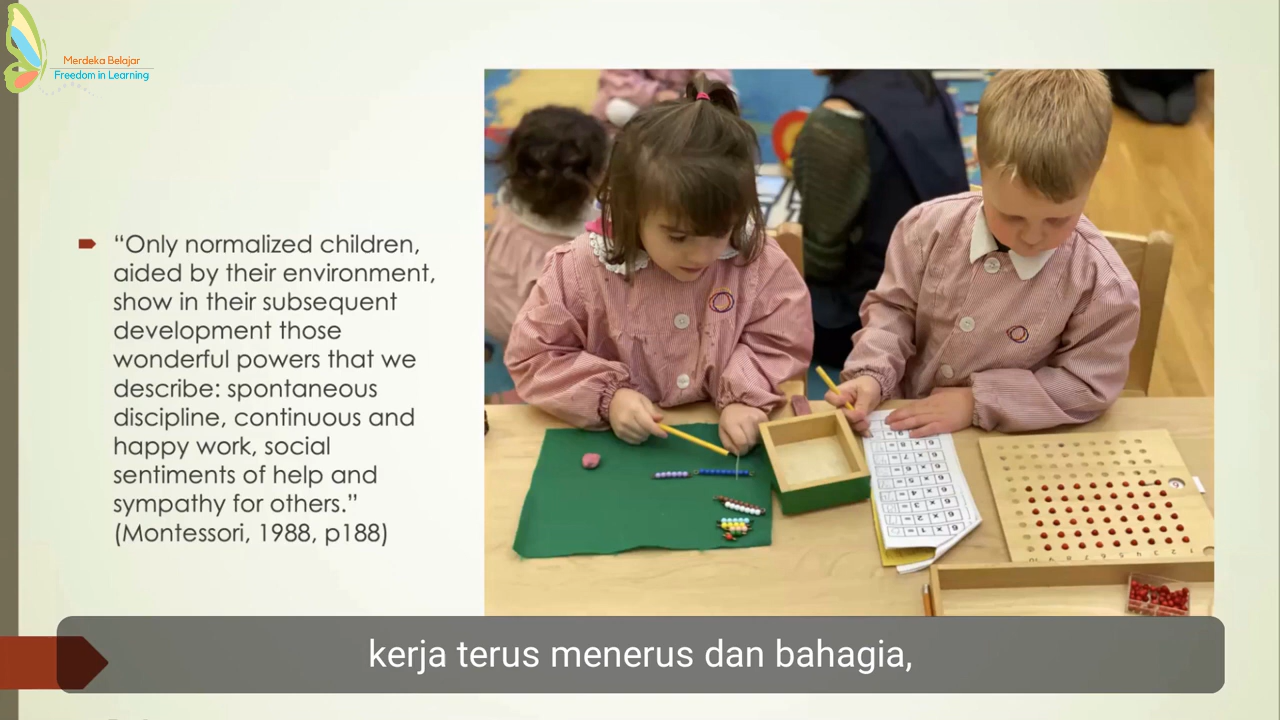 Merdeka Belajar
Freedom in Learning
“Only normalized children,
aided by their environment,
show in their subsequent
development those
wonderful powers that we
describe: spontaneous
discipline, continuous and
happy work, social
sentiments of help and
sympathy for others.”
(Montessori, 1988, p188)
kerja terus menerus dan bahagia,